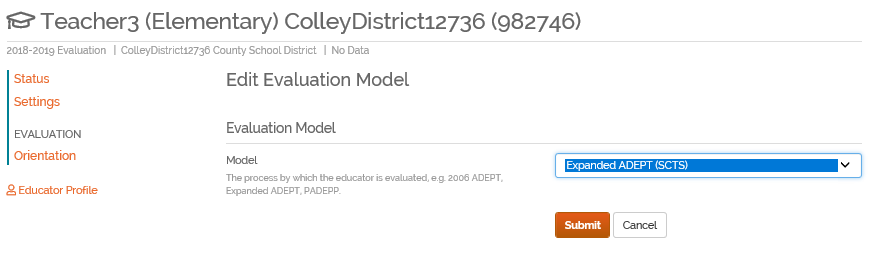 Teacher3 (Elementary) ColleyDistrict12736 (982746)
2018-2019 Evaluation | ColleyDistrict12736 County School District | No Data
Status
Settings
EVALUATION
Orientation
Educator Profile
Edit Evaluation Model
Evaluation Model
Model
The process by which the educator is evaluated, e.g. 2006 ADEPT,
Expanded ADEPT, PADEPP.
Expanded ADEPT (SCTS)
Submit Cancel